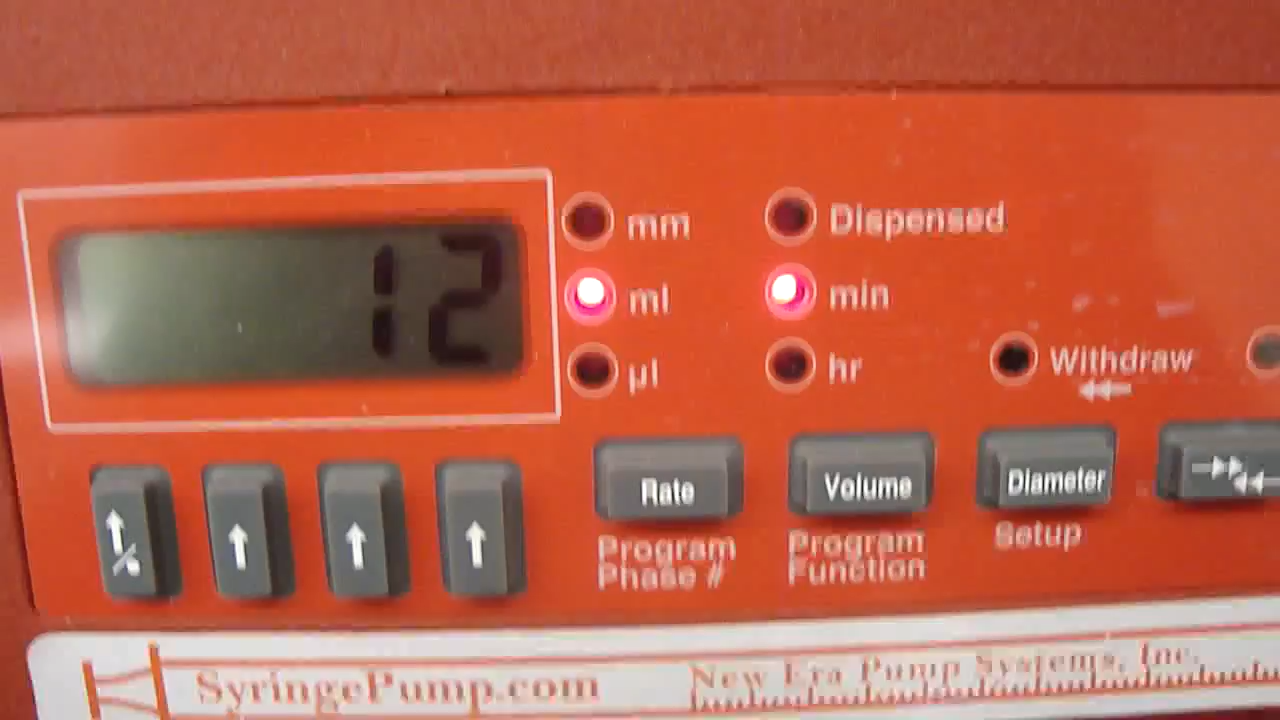 12
mm
ml
µl
Dispensed
min
hr
Withdraw
Rate
Volume
Diameter
Program
Phase #
Program
Function
Setup
SyringePump.com
New Era Pump Systems, Inc.